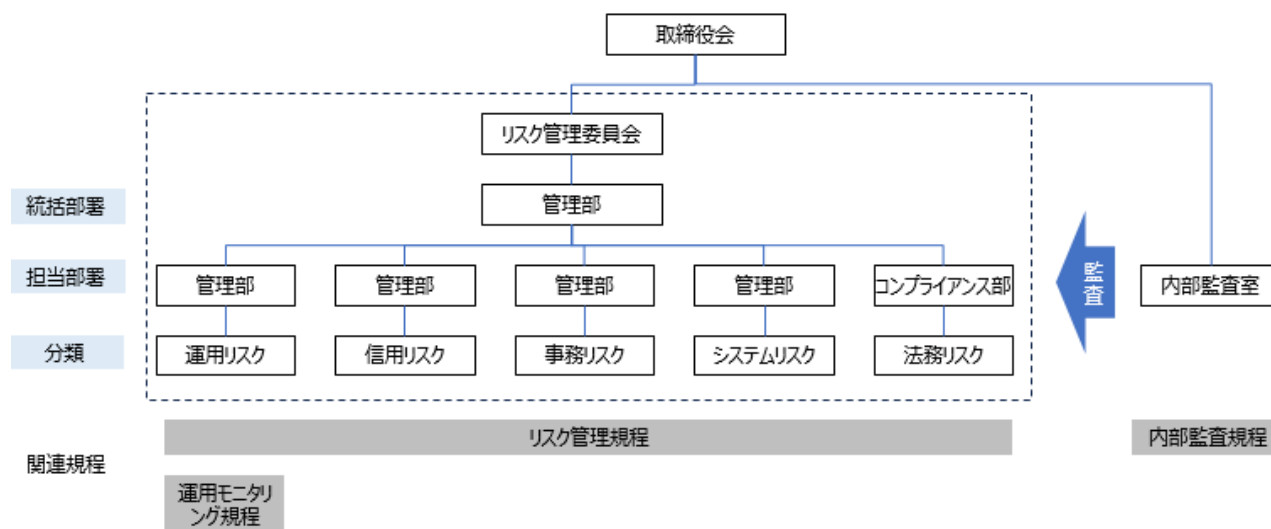 取締役会
リスク管理委員会
統括部署
管理部
担当部署
管理部
管理部
管理部
管理部
コンプライアンス部
監査
内部監査室
分類
運用リスク
信用リスク
事務リスク
システムリスク
法務リスク
関連規程
リスク管理規程
内部監査規程
運用モニタリ
ング規程